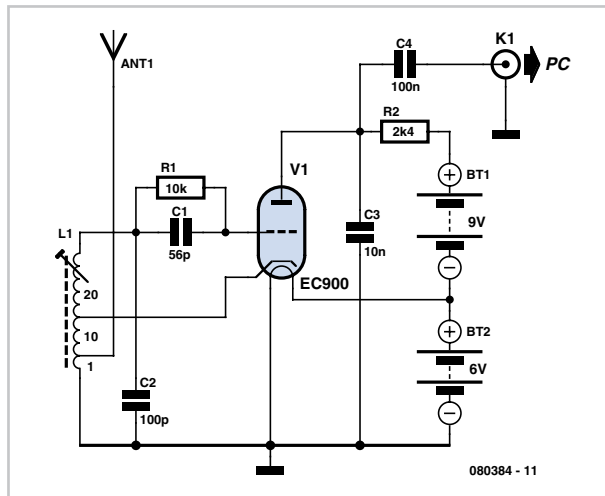 ANT1
C4
100n
K1
PC
R2
2k4
V1
BT1
9V
R1
10k
C1
56p
L1
20
10
1
C3
10n
EC900
BT2
6V
C2
100p
080384 - 11